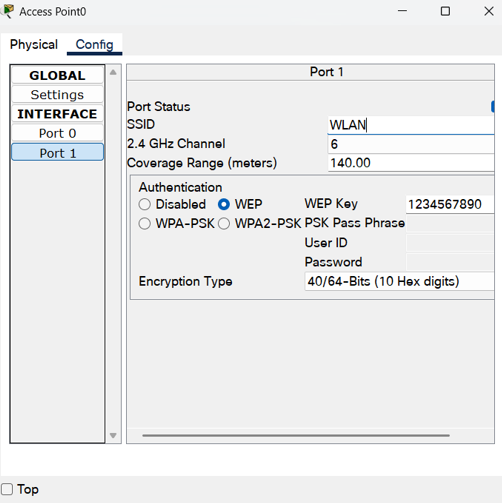 Access Point0
Physical Config
GLOBAL
Settings
INTERFACE
Port 0
Port 1
Port 1
Port Status
SSID WLAN
2.4 GHz Channel 6
Coverage Range (meters) 140.00
Authentication
Disabled WEP WEP Key 1234567890
WPA-PSK WPA2-PSK PSK Pass Phrase
User ID
Password
Encryption Type 40/64-Bits (10 Hex digits)
Top